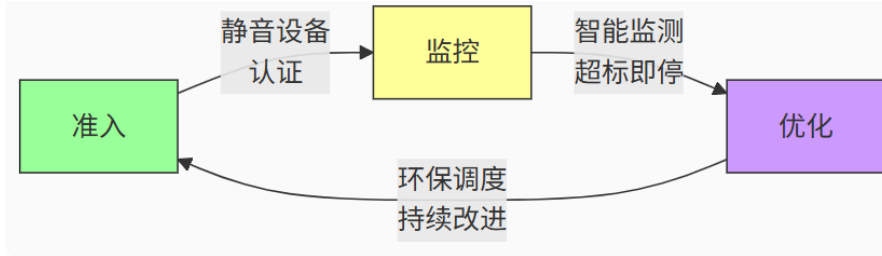 静音设备
认证
监控
智能监测
超标即停
准入
优化
环保调度
持续改进